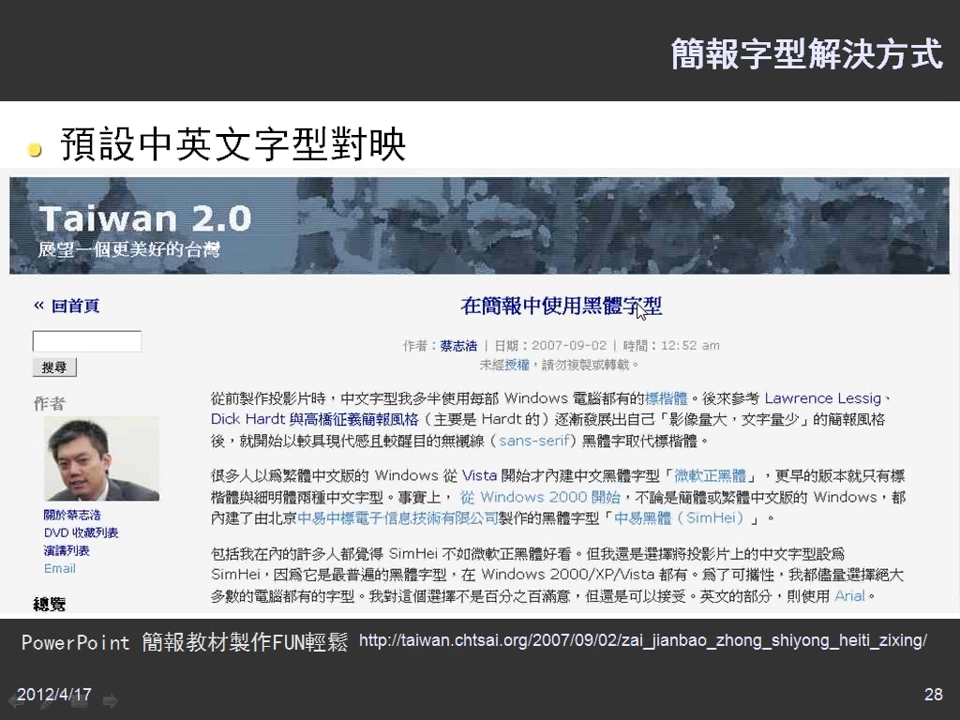 簡報字型解決方式
預設中英文字型對映
Taiwan 2.0
展望一個更美好的台灣
« 回首頁
搜尋
作者
關於蔡志浩
DVD 收藏列表
演講列表
Email
總覽
在簡報中使用黑體字型
作者：蔡志浩 | 日期：2007-09-02 | 時間：12:52 am
未經授權，請勿複製或轉載。
從前製作投影片時，中文字型我多半使用每部 Windows 電腦都有的標楷體。後來參考 Lawrence Lessig、
Dick Hardt 與高橋征義簡報風格（主要是 Hardt 的）逐漸發展出自己「影像量大，文字量少」的簡報風格
後，就開始以較具現代感且較醒目的無襯線（sans-serif）黑體字取代標楷體。
很多人以為繁體中文版的 Windows 從 Vista 開始才內建中文黑體字型「微軟正黑體」，更早的版本就只有標
楷體與細明體兩種中文字型。事實上， 從 Windows 2000 開始，不論是簡體或繁體中文版的 Windows，都
內建了由北京中易中標電子信息技術有限公司製作的黑體字型「中易黑體（SimHei）」。
包括我在內的許多人都覺得 SimHei 不如微軟正黑體好看。但我還是選擇將投影片上的中文字型設為
SimHei，因為它是最普遍的黑體字型，在 Windows 2000/XP/Vista 都有。為了可攜性，我都儘量選擇絕大
多數的電腦都有的字型。我對這個選擇不是百分之百滿意，但還是可以接受。英文的部分，則使用 Arial。
PowerPoint 簡報教材製作FUN輕鬆 http://taiwan.chtsai.org/2007/09/02/zai_jianbao_zhong_shiyong_heiti_zixing/
2012/4/17
28